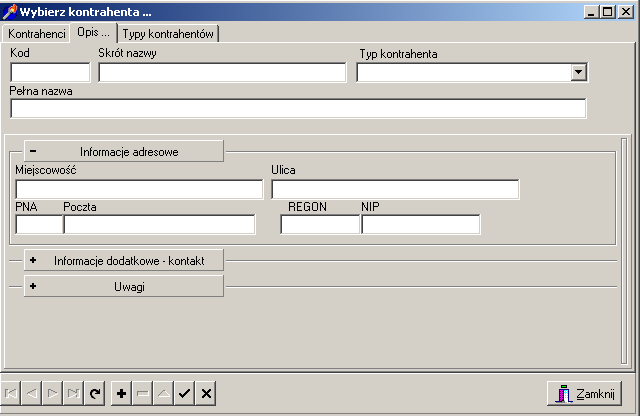 Wybierz kontrahenta ...
Kontrahenci Opis ... Typy kontrahentów
Kod Skrót nazwy Typ kontrahenta
Pełna nazwa
Informacje adresowe
Miejscowość Ulica
PNA Poczta REGON NIP
Informacje dodatkowe - kontakt
Uwagi
Zamknij